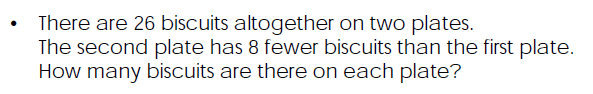 • There are 26 biscuits altogether on two plates.
The second plate has 8 fewer biscuits than the first plate.
How many biscuits are there on each plate?